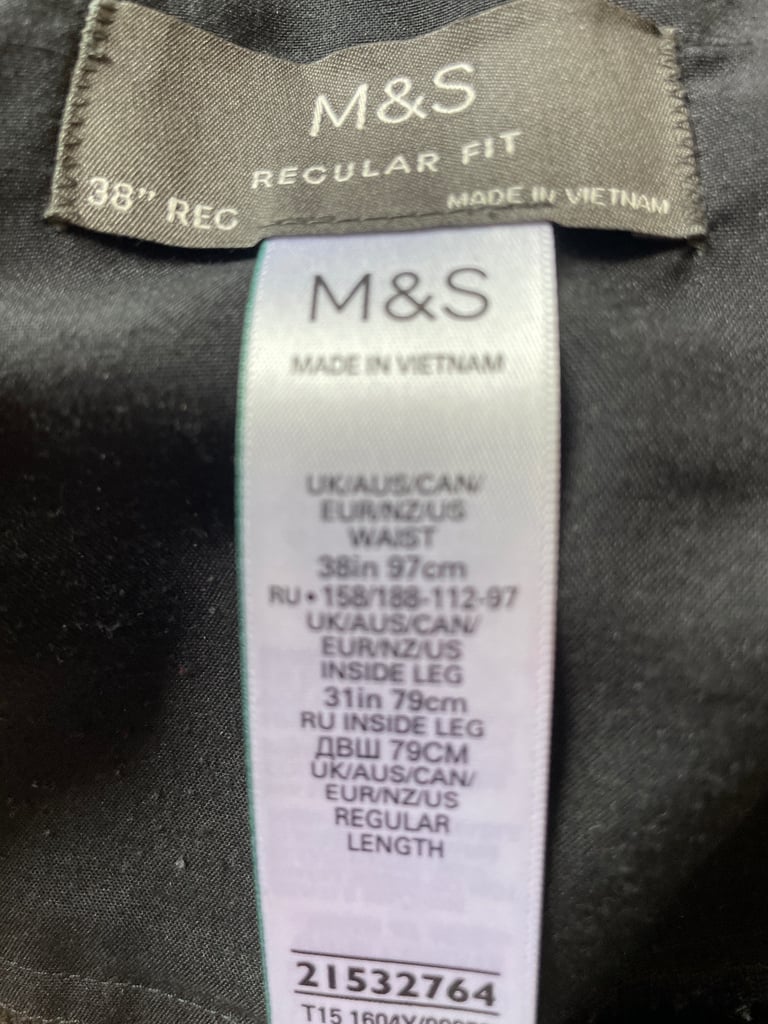 M&S
REGULAR FIT
38" REG
MADE IN VIETNAM
M&S
MADE IN VIETNAM
UK/AUS/CAN/
EUR/NZ/US
WAIST
38in 97cm
RU • 158/188-112-97
UK/AUS/CAN/
EUR/NZ/US
INSIDE LEG
31in 79cm
RU INSIDE LEG
ДВШ 79CM
UK/AUS/CAN/
EUR/NZ/US
REGULAR
LENGTH
21532764
T15